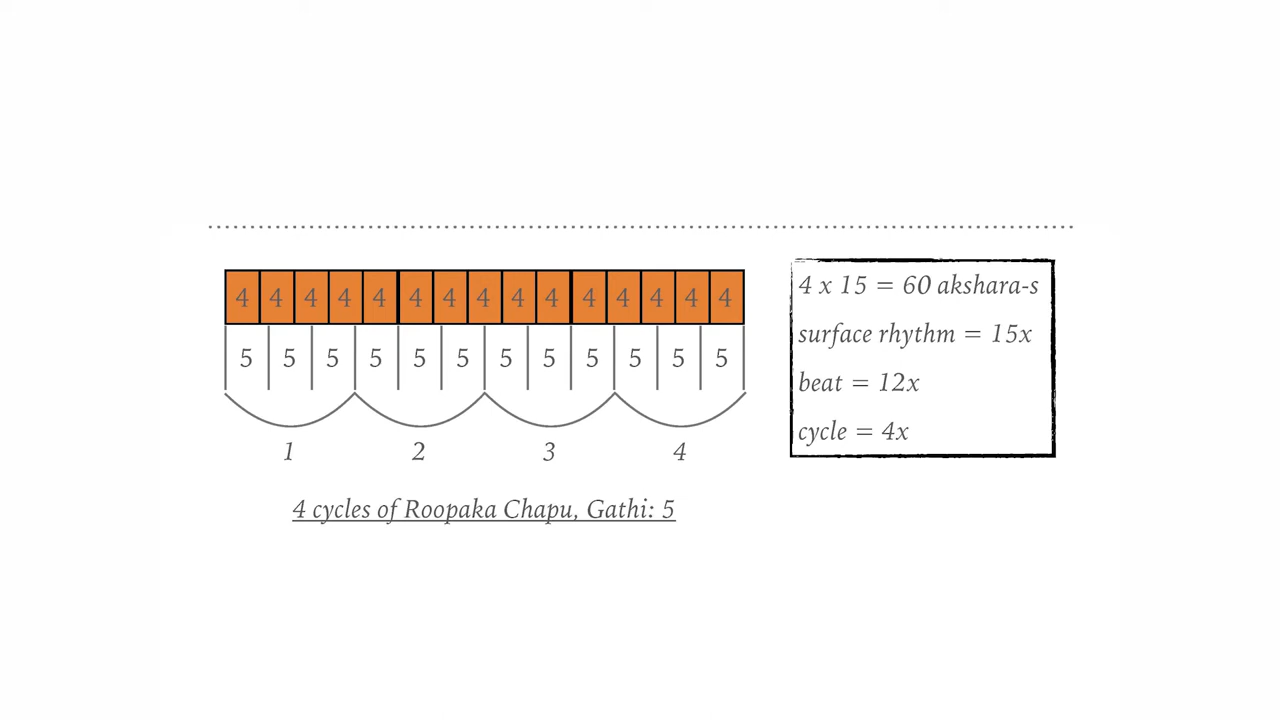 4 4 4 4 4 4 4 4 4 4 4 4 4 4 4
5 5 5 5 5 5 5 5 5 5 5 5
1 2 3 4
4 cycles of Roopaka Chapu, Gathi: 5
4 x 15 = 60 akshara-s
surface rhythm = 15x
beat = 12x
cycle = 4x